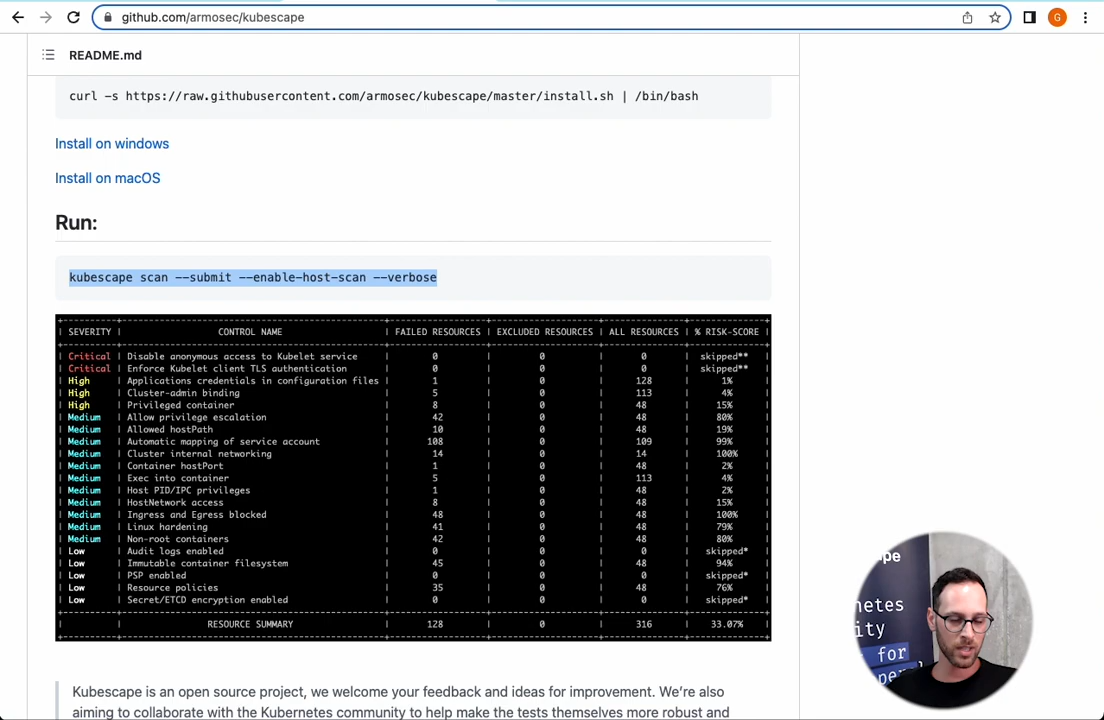 github.com/armosec/kubescape
G
README.md
curl -s https://raw.githubusercontent.com/armosec/kubescape/master/install.sh | /bin/bash
Install on windows
Install on macOS
Run:
kubescape scan --submit --enable-host-scan --verbose
| SEVERITY | CONTROL NAME | FAILED RESOURCES | EXCLUDED RESOURCES | ALL RESOURCES | % RISK-SCORE |
| Critical | Disable anonymous access to Kubelet service | 0 | 0 | 0 | skipped** |
| Critical | Enforce Kubelet client TLS authentication | 0 | 0 | 0 | skipped** |
| High | Applications credentials in configuration files | 1 | 0 | 128 | 1% |
| High | Cluster-admin binding | 5 | 0 | 113 | 4% |
| High | Privileged container | 8 | 0 | 48 | 15% |
| Medium | Allow privilege escalation | 42 | 0 | 48 | 80% |
| Medium | Allowed hostPath | 10 | 0 | 48 | 19% |
| Medium | Automatic mapping of service account | 108 | 0 | 109 | 99% |
| Medium | Cluster internal networking | 14 | 0 | 14 | 100% |
| Medium | Container hostPort | 1 | 0 | 48 | 2% |
| Medium | Exec into container | 5 | 0 | 113 | 4% |
| Medium | Host PID/IPC privileges | 1 | 0 | 48 | 2% |
| Medium | HostNetwork access | 8 | 0 | 48 | 15% |
| Medium | Ingress and Egress blocked | 48 | 0 | 48 | 100% |
| Medium | Linux hardening | 41 | 0 | 48 | 79% |
| Medium | Non-root containers | 42 | 0 | 48 | 80% |
| Low | Audit logs enabled | 0 | 0 | 0 | skipped* |
| Low | Immutable container filesystem | 45 | 0 | 48 | 94% |
| Low | PSP enabled | 0 | 0 | 0 | skipped* |
| Low | Resource policies | 35 | 0 | 48 | 76% |
| Low | Secret/ETCD encryption enabled | 0 | 0 | 0 | skipped* |
| | RESOURCE SUMMARY | 128 | 0 | 316 | 33.07% |
Kubescape is an open source project, we welcome your feedback and ideas for improvement. We're also
aiming to collaborate with the Kubernetes community to help make the tests themselves more robust and
pe
netes
ity
for
pe